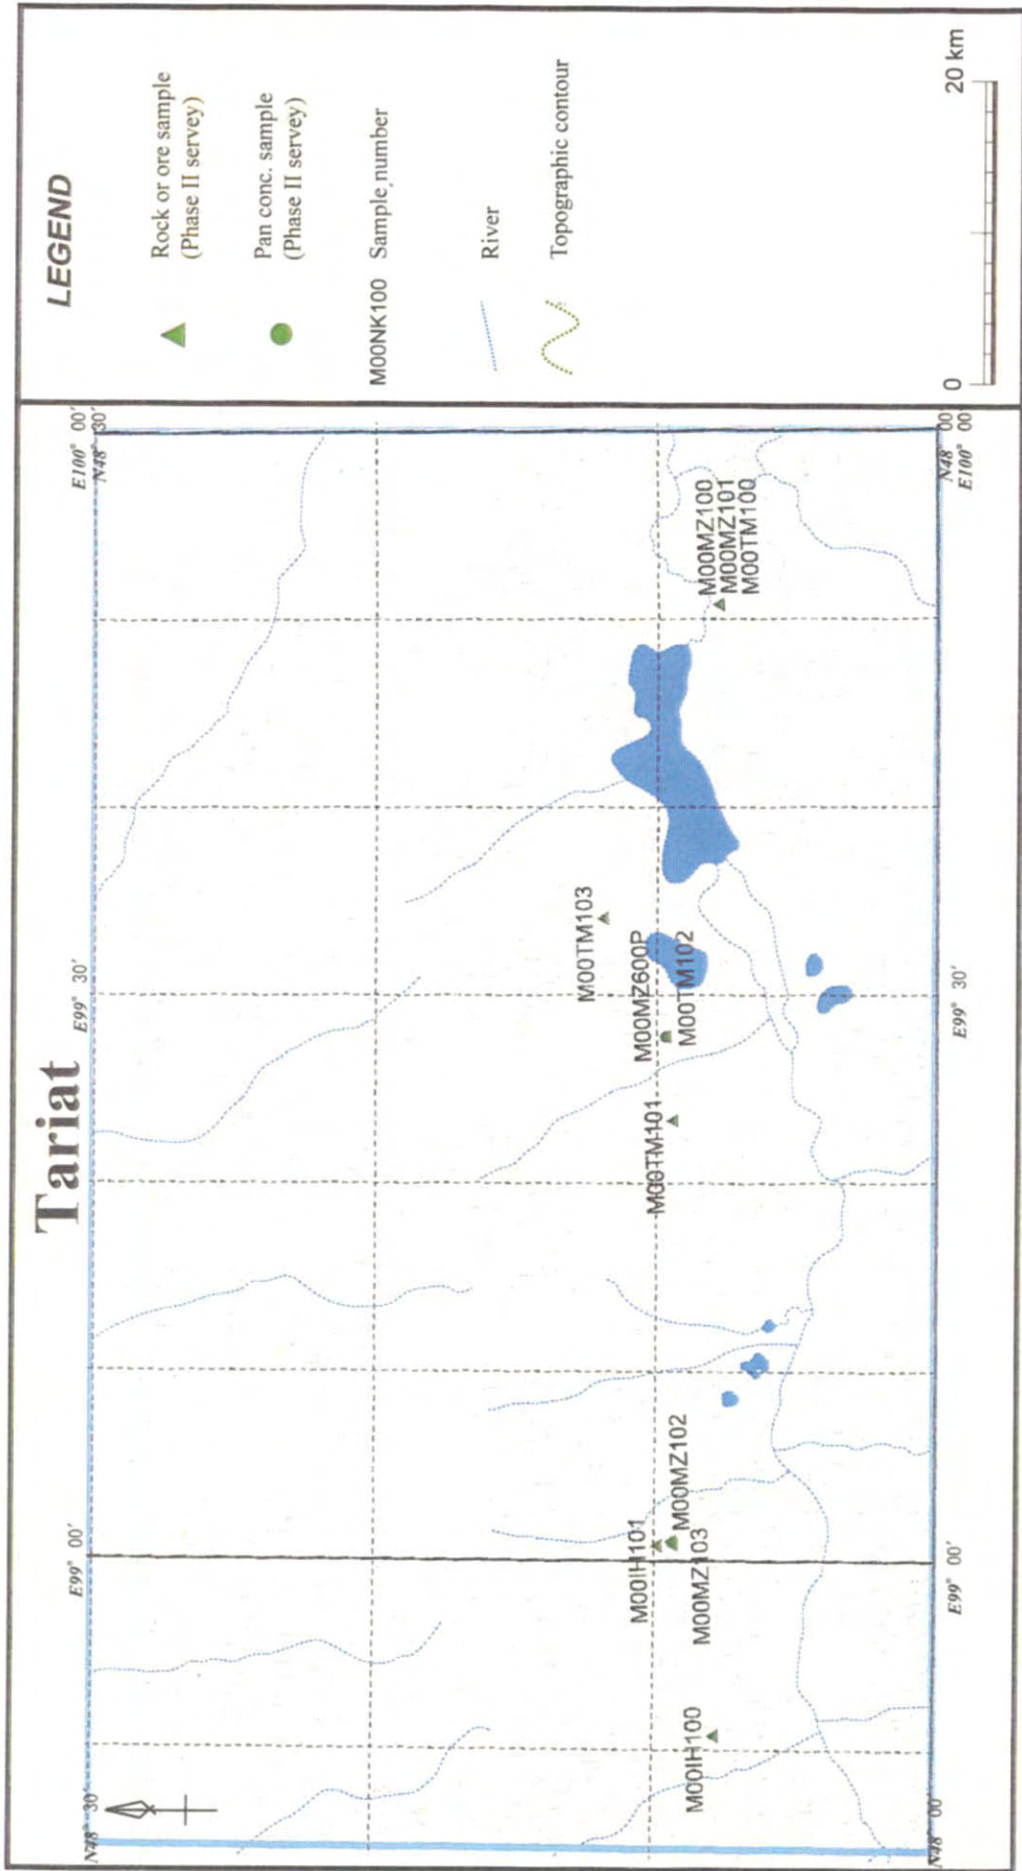 Tariat
N48° 30'
E99° 00'
E99° 30'
E100° 00'
N48° 30'
M00TM103
M00MZ600P
M00TM102
M00TM101
M00IH101
M00MZ102
M00MZ103
M00IH100
M00MZ100
M00MZ101
M00TM100
N48° 00'
E99° 00'
E99° 30'
N48° 00
E100° 00
LEGEND
Rock or ore sample
(Phase II servey)
Pan conc. sample
(Phase II servey)
M00NK100 Sample number
River
Topographic contour
0 20 km